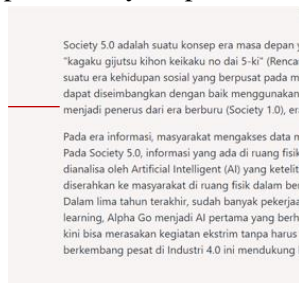 Society 5.0 adalah suatu konsep era masa depan
"kagaku gijutsu kihon keikaku no dai 5-ki" (Renca
suatu era kehidupan sosial yang berpusat pada m
dapat diseimbangkan dengan baik menggunakan
menjadi penerus dari era berburu (Society 1.0), er
Pada era informasi, masyarakat mengakses data m
Pada Society 5.0, informasi yang ada di ruang fisik
dianalisa oleh Artificial Intelligent (AI) yang ketelit
diserahkan ke masyarakat di ruang fisik dalam ber
Dalam lima tahun terakhir, sudah banyak pekerjaa
learning, Alpha Go menjadi AI pertama yang berh
kini bisa merasakan kegiatan ekstrim tanpa harus
berkembang pesat di Industri 4.0 ini mendukung